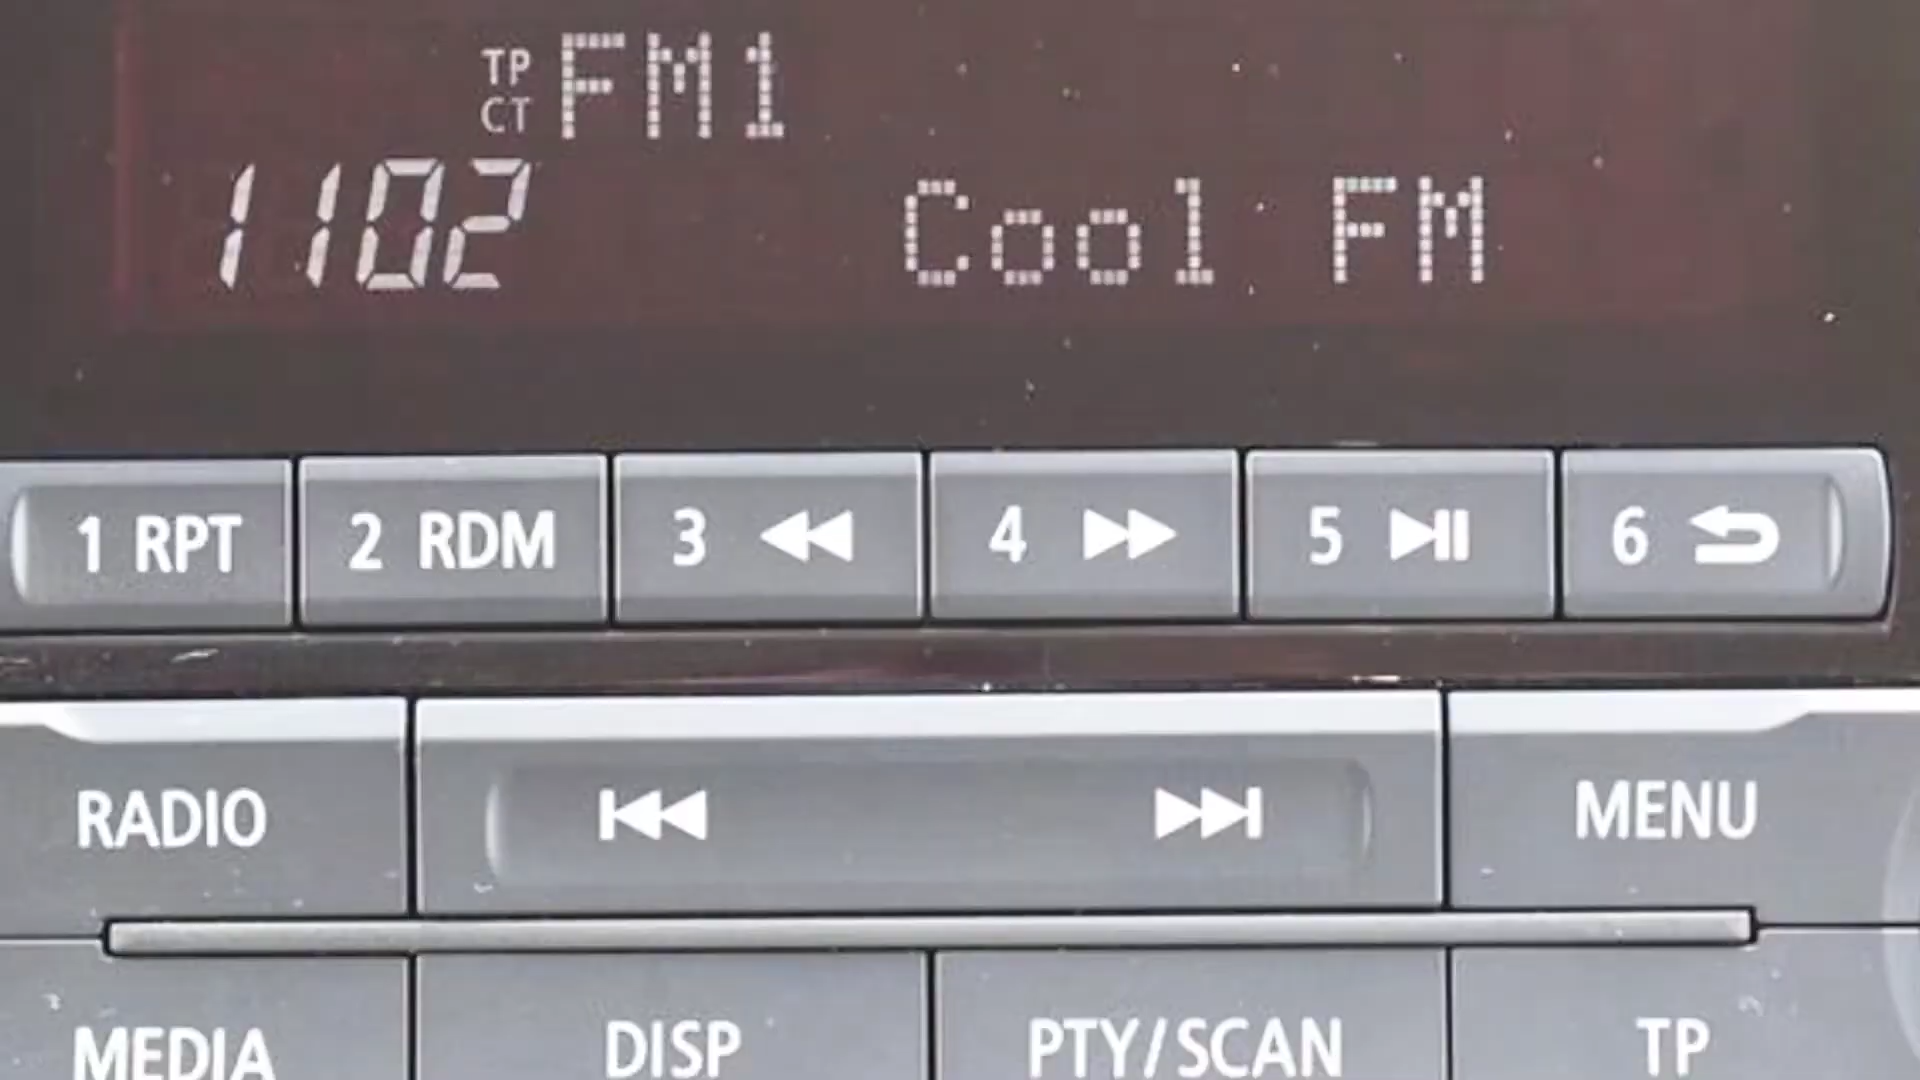 TP FM1
CT
1102 Cool FM
1 RPT 2 RDM 3 4 5 6
RADIO MENU
MEDIA DISP PTY/SCAN TP